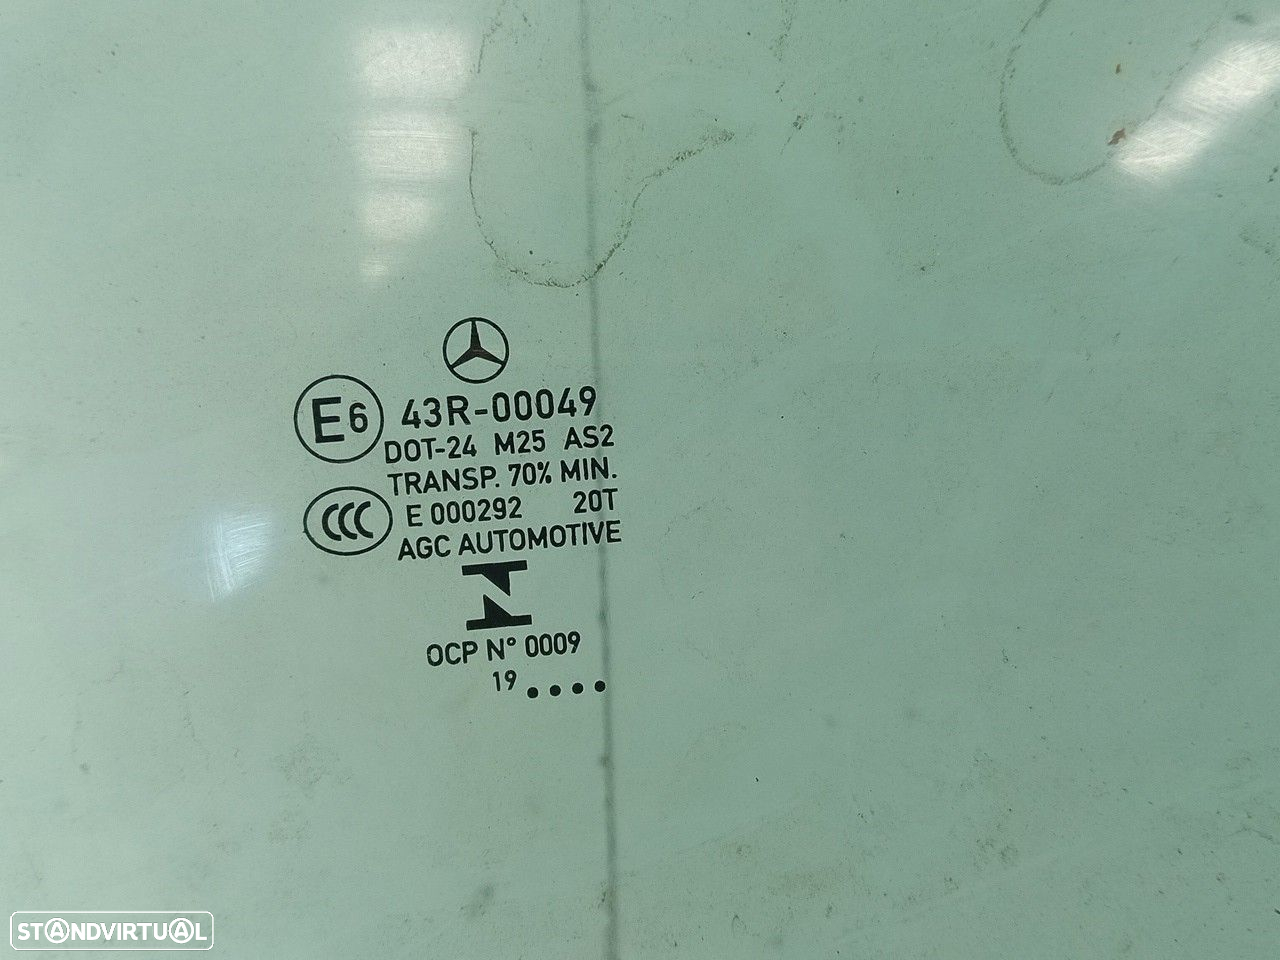 E6 43R-00049
DOT-24 M25 AS2
TRANSP. 70% MIN.
CCC E 000292 20T
AGC AUTOMOTIVE
OCP Nº 0009
19 ....
STANDVIRTUAL